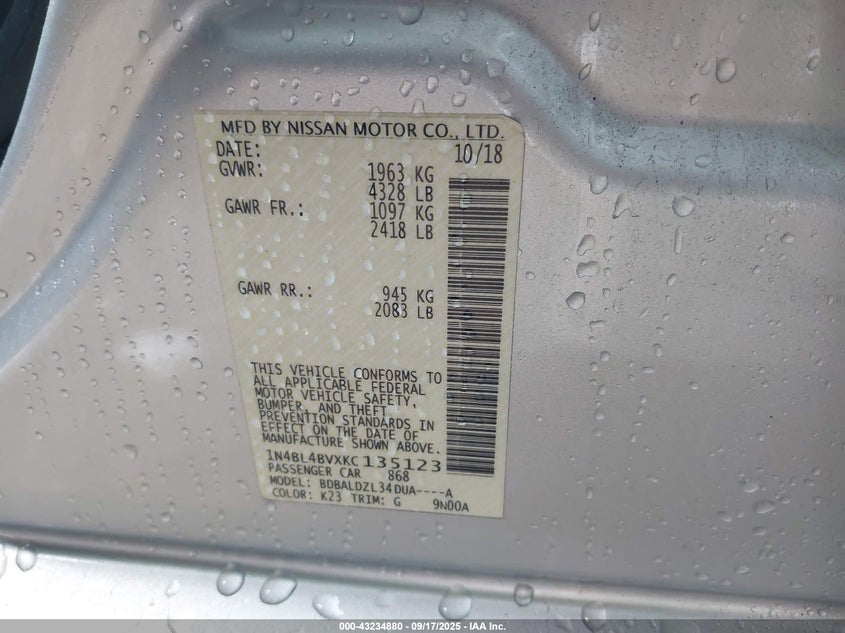 MFD BY NISSAN MOTOR CO., LTD.
DATE: 10/18
GVWR: 1963 KG
4328 LB
GAWR FR.: 1097 KG
2418 LB
GAWR RR.: 945 KG
2083 LB
THIS VEHICLE CONFORMS TO
ALL APPLICABLE FEDERAL
MOTOR VEHICLE SAFETY,
BUMPER, AND THEFT
PREVENTION STANDARDS IN
EFFECT ON THE DATE OF
MANUFACTURE SHOWN ABOVE.
1N4BL4BVXKC135123
PASSENGER CAR 868
MODEL: BDBALDZL34DUA----A
COLOR: K23 TRIM: G 9N00A
000-43234880 - 09/17/2025 - IAA Inc.